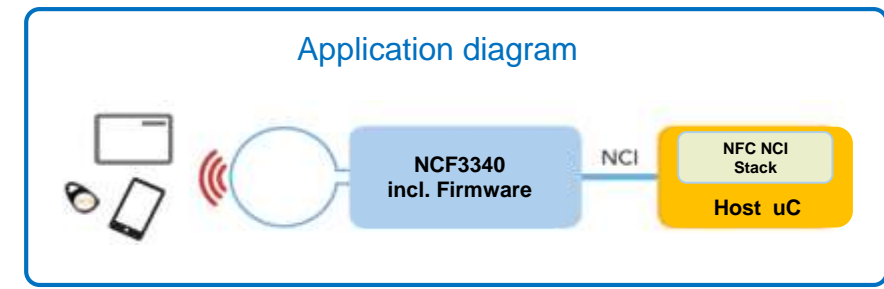 Application diagram
NCF3340
incl. Firmware
NCI
NFC NCI
Stack
Host uC